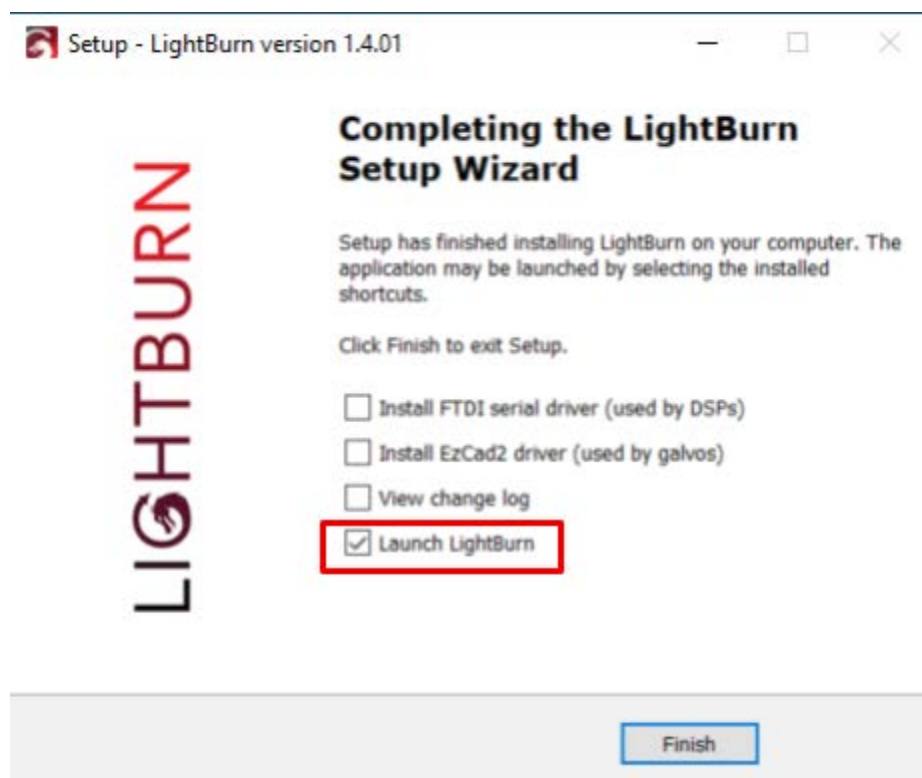 Setup - LightBurn version 1.4.01
LIGHTBURN
Completing the LightBurn
Setup Wizard
Setup has finished installing LightBurn on your computer. The
application may be launched by selecting the installed
shortcuts.
Click Finish to exit Setup.
Install FTDI serial driver (used by DSPs)
Install EzCad2 driver (used by galvos)
View change log
Launch LightBurn
Finish